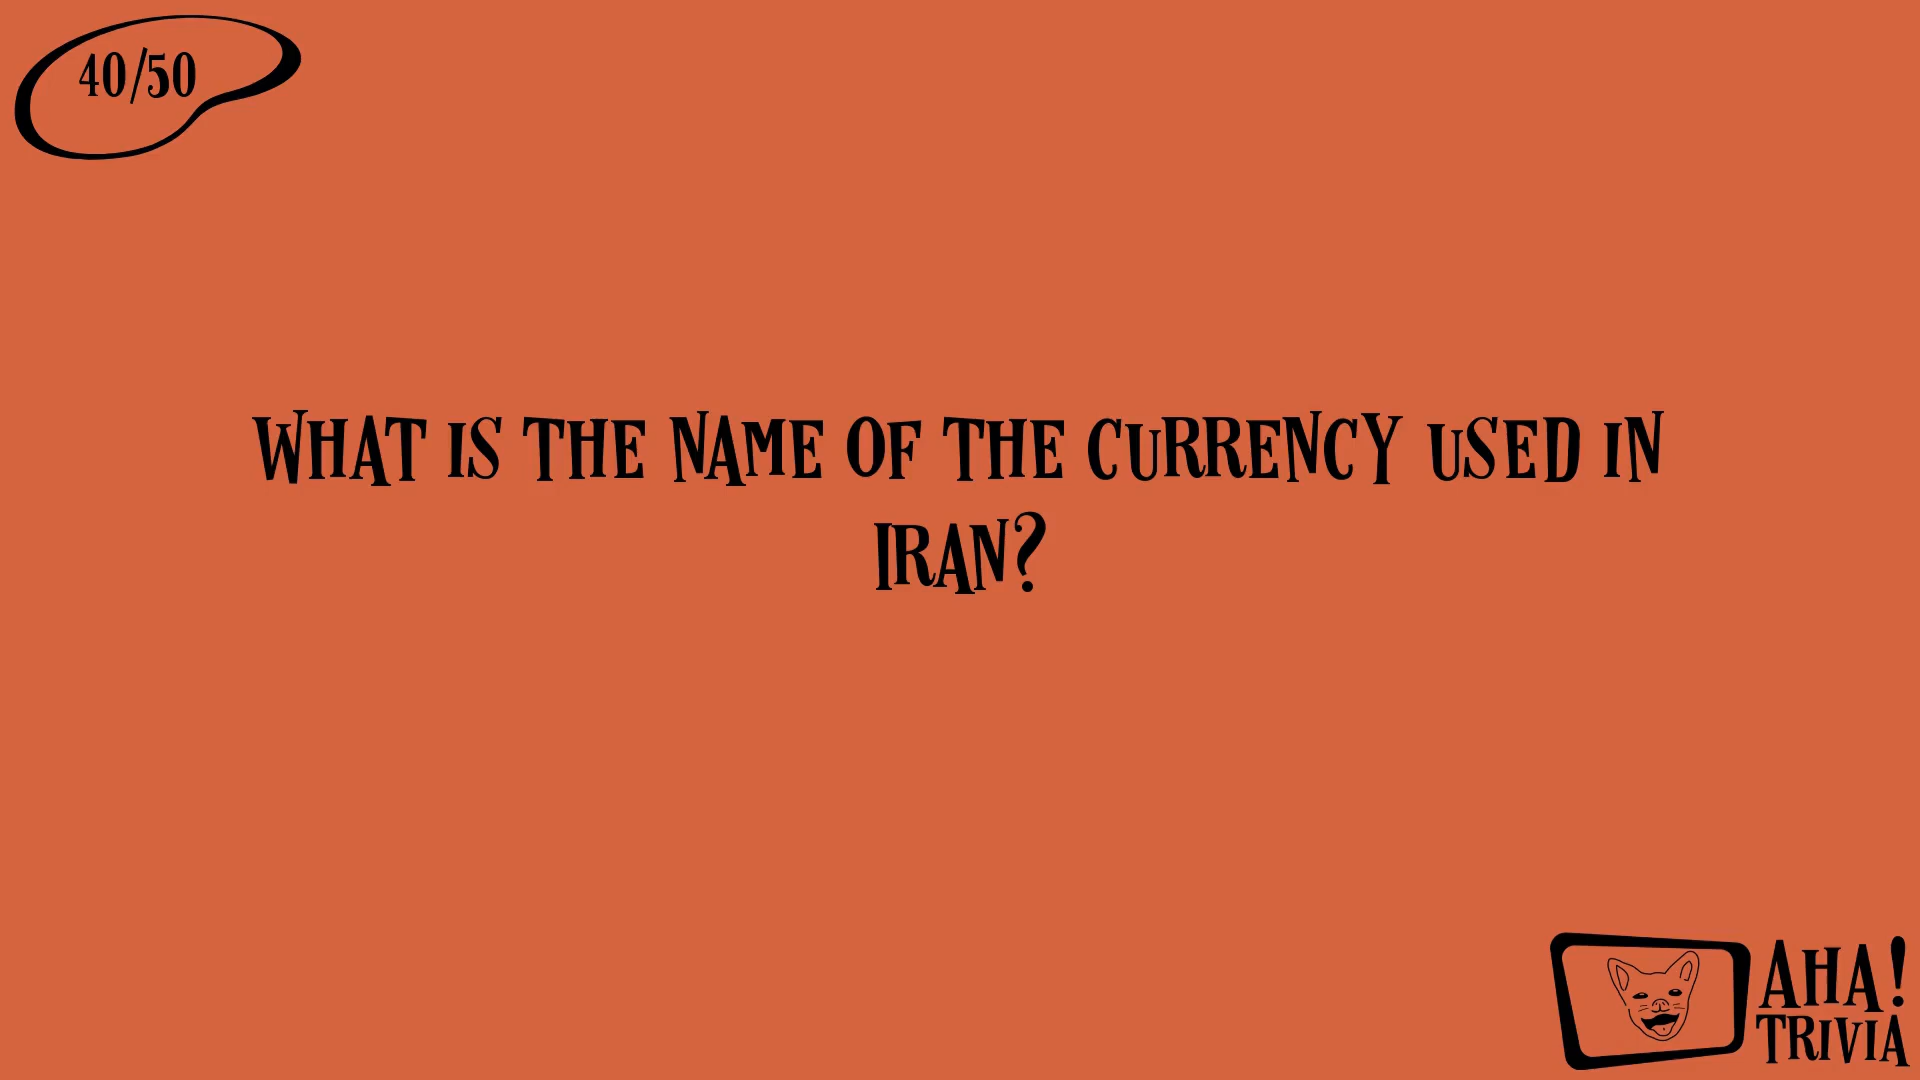 40/50
WHAT IS THE NAME OF THE CURRENCY USED IN
IRAN?
AHA!
TRIVIA